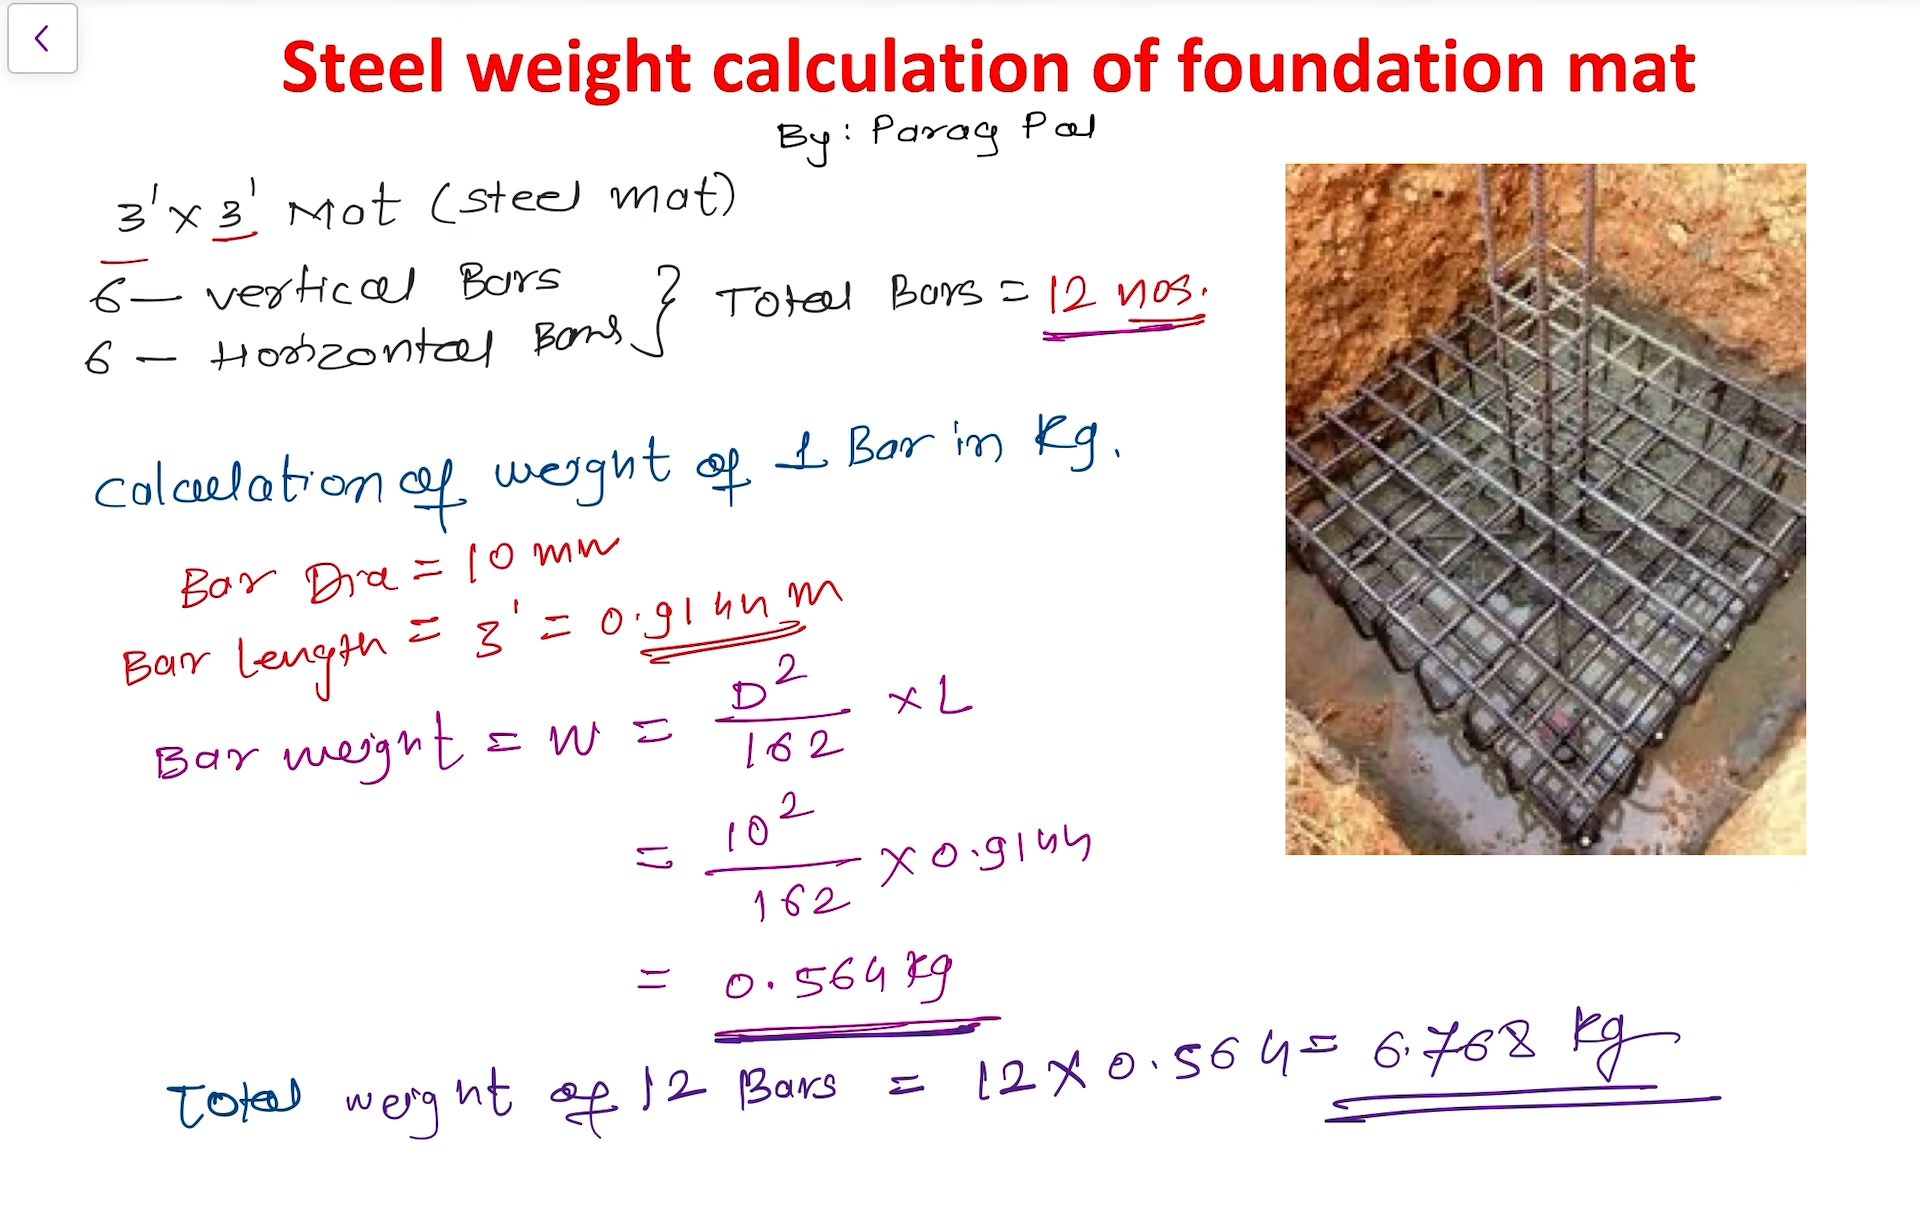 Steel weight calculation of foundation mat
By: Parag Pal
3' x 3' Mat (steel mat)
6 — vertical Bars
6 — Horizontal Bars } Total Bars = 12 nos.
calculation of weight of 1 Bar in Kg.
Bar Dia = 10 mm
Bar Length = 3' = 0.9144 m
Bar weight = W = D²/162 x L
= 10²/162 x 0.9144
= 0.564 kg
Total weight of 12 Bars = 12 x 0.564 = 6.768 kg